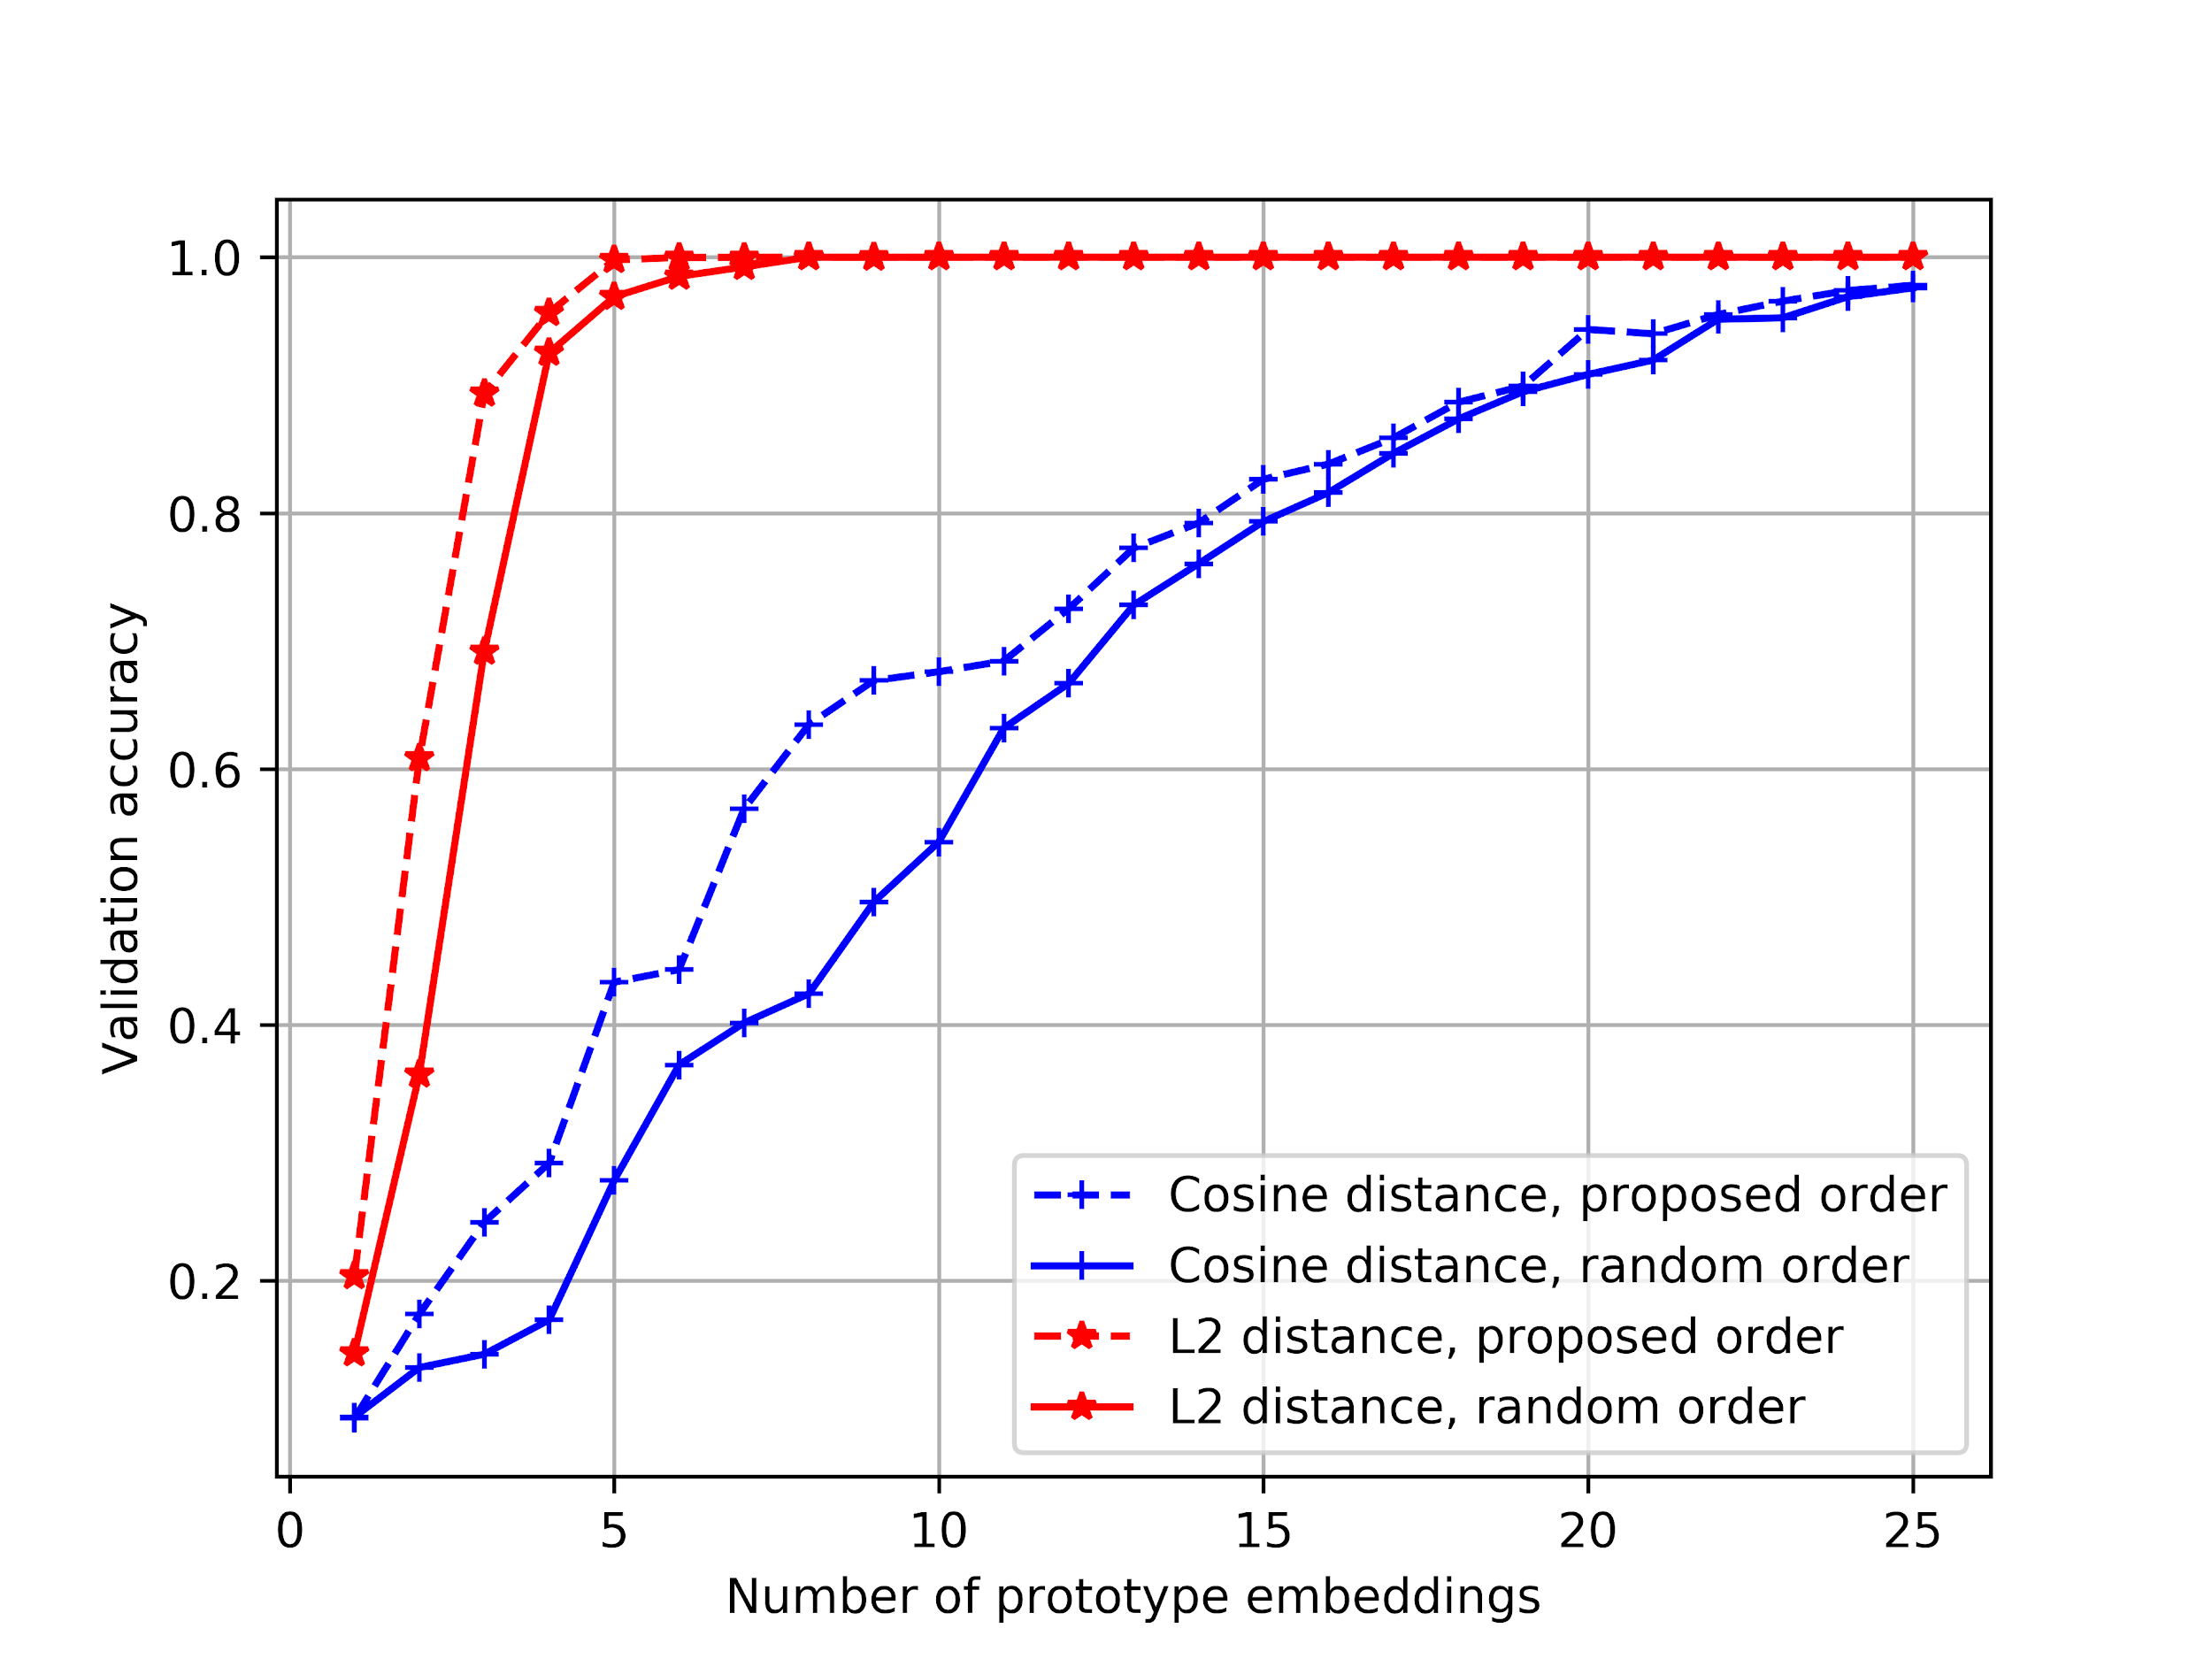 1.0
0.8
0.6
0.4
0.2
Validation accuracy
0 5 10 15 20 25
Number of prototype embeddings
Cosine distance, proposed order
Cosine distance, random order
L2 distance, proposed order
L2 distance, random order